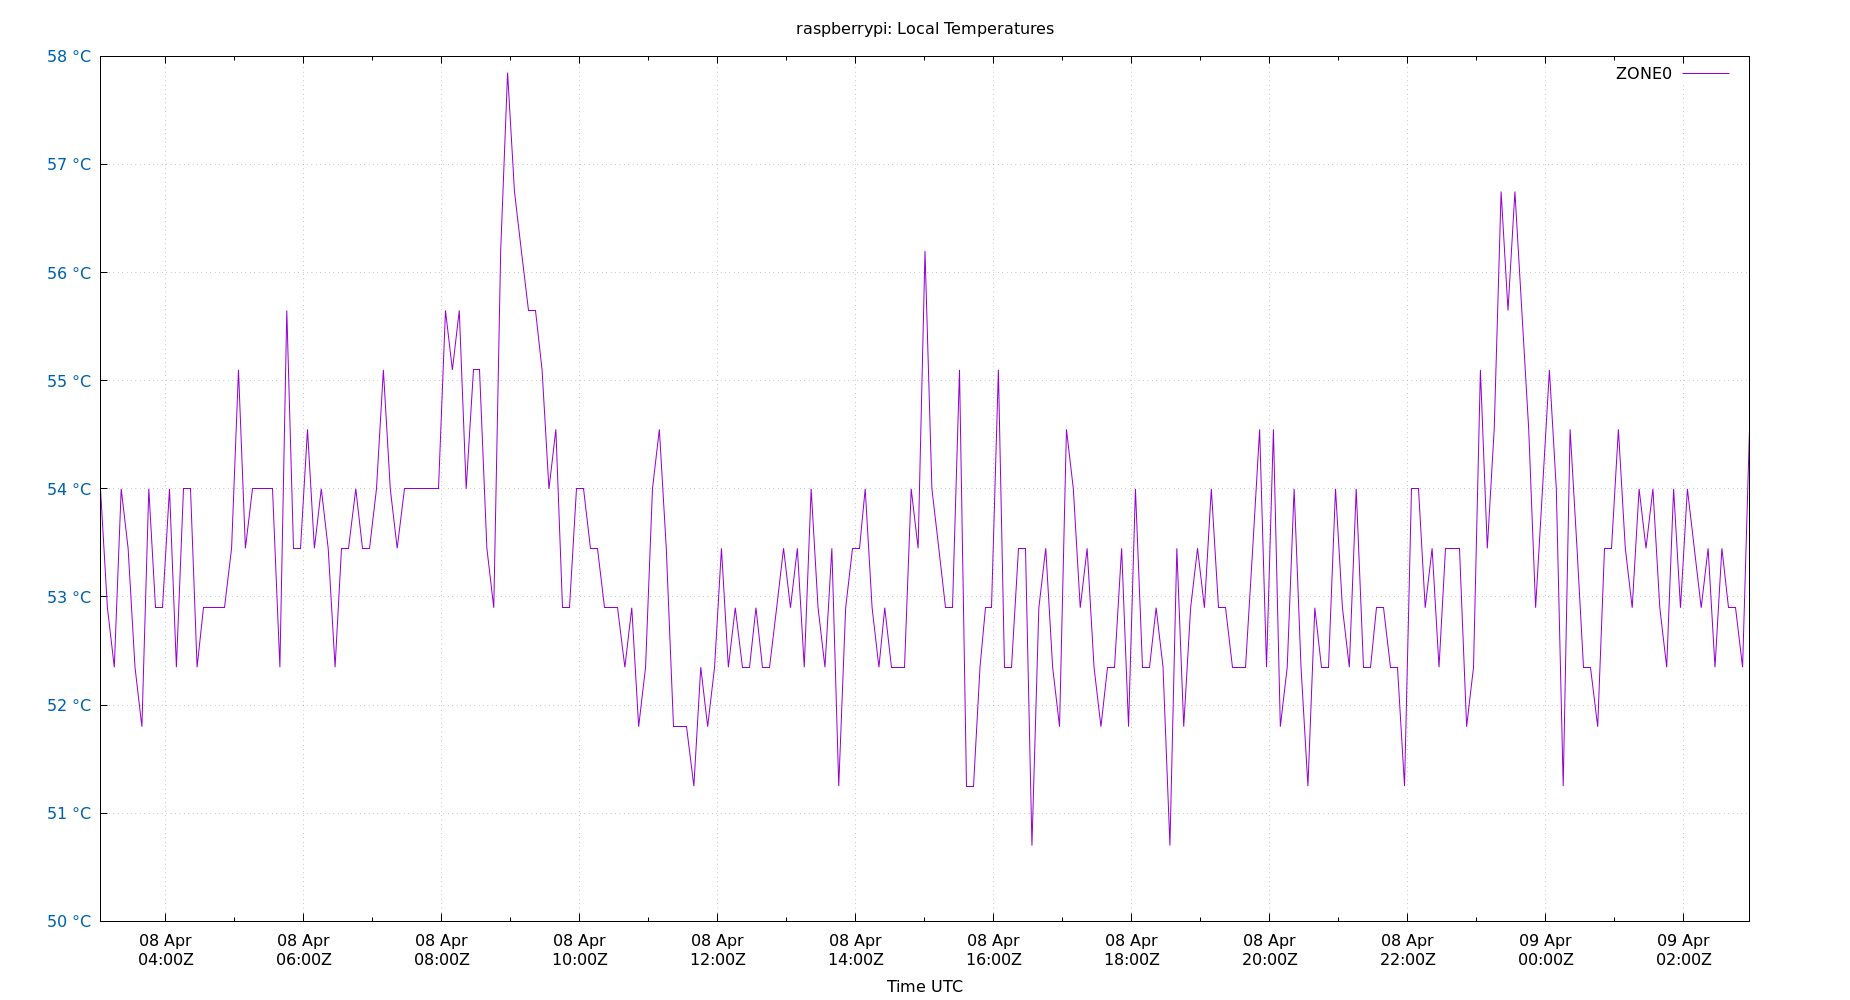 raspberrypi: Local Temperatures
58 °C
ZONE0
57 °C
56 °C
55 °C
54 °C
53 °C
52 °C
51 °C
50 °C
08 Apr 08 Apr 08 Apr 08 Apr 08 Apr 08 Apr 08 Apr 08 Apr 08 Apr 08 Apr 09 Apr 09 Apr
04:00Z 06:00Z 08:00Z 10:00Z 12:00Z 14:00Z 16:00Z 18:00Z 20:00Z 22:00Z 00:00Z 02:00Z
Time UTC